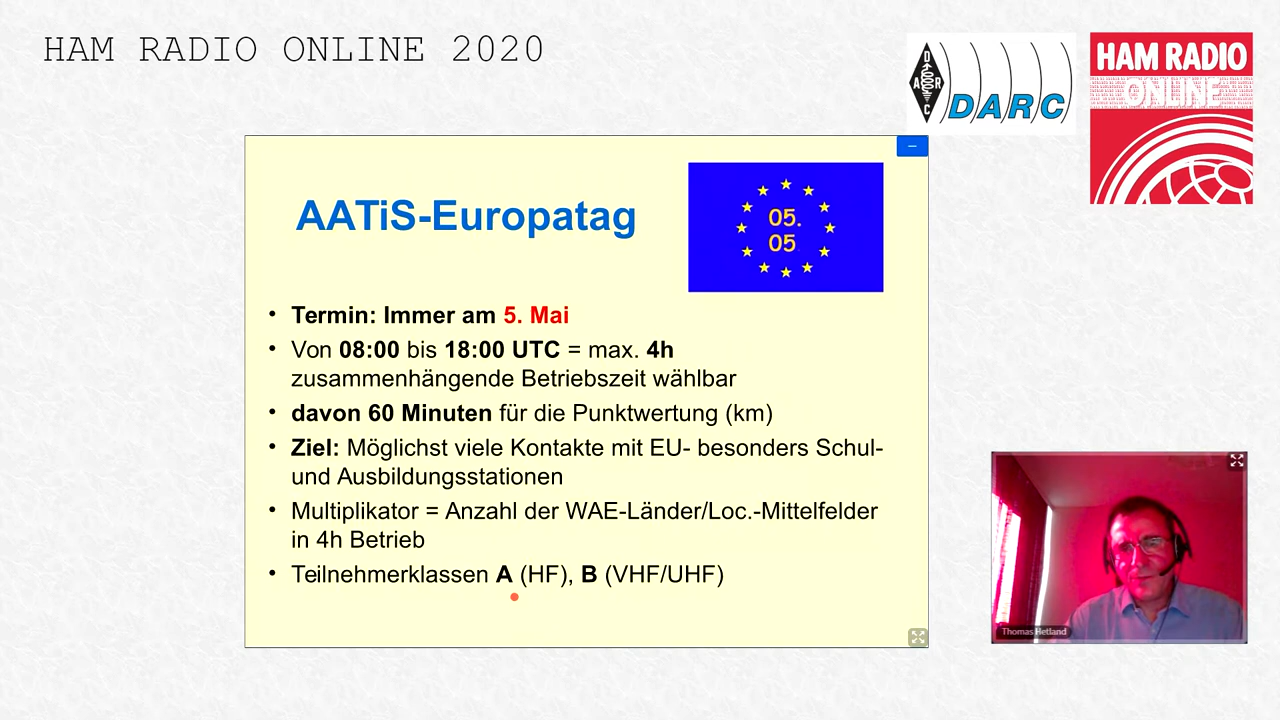 HAM RADIO ONLINE 2020
DARC
DARC
HAM RADIO
ONLINE
AATiS-Europatag
05.
05
• Termin: Immer am 5. Mai
• Von 08:00 bis 18:00 UTC = max. 4h
zusammenhängende Betriebszeit wählbar
• davon 60 Minuten für die Punktwertung (km)
• Ziel: Möglichst viele Kontakte mit EU- besonders Schul-
und Ausbildungsstationen
• Multiplikator = Anzahl der WAE-Länder/Loc.-Mittelfelder
in 4h Betrieb
• Teilnehmerklassen A (HF), B (VHF/UHF)
Thomas Hetland